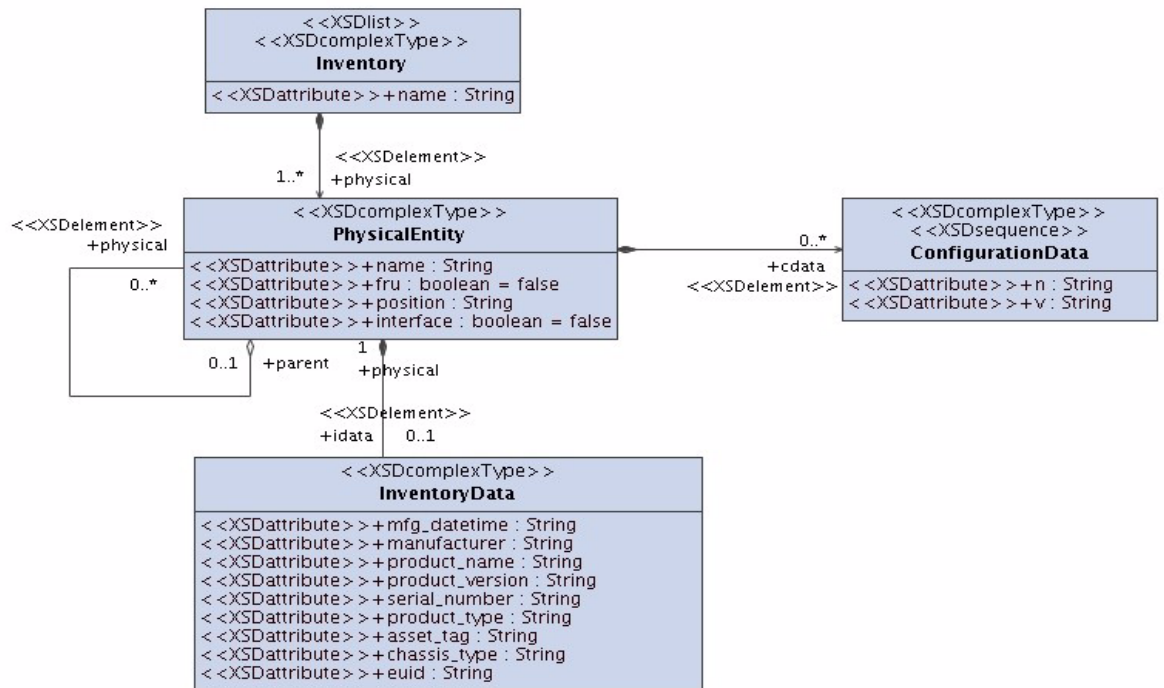 <<XSDlist>>
<<XSDcomplexType>>
Inventory
<<XSDattribute>>+name : String
<<XSDelement>>
1..* +physical
<<XSDelement>>
+physical
0..*
<<XSDcomplexType>>
PhysicalEntity
<<XSDattribute>>+name : String
<<XSDattribute>>+fru : boolean = false
<<XSDattribute>>+position : String
<<XSDattribute>>+interface : boolean = false
0..*
+cdata
<<XSDElement>>
<<XSDcomplexType>>
<<XSDsequence>>
ConfigurationData
<<XSDattribute>>+n : String
<<XSDattribute>>+v : String
0..1 +parent
1
+physical
<<XSDelement>>
+idata 0..1
<<XSDcomplexType>>
InventoryData
<<XSDattribute>>+mfg_datetime : String
<<XSDattribute>>+manufacturer : String
<<XSDattribute>>+product_name : String
<<XSDattribute>>+product_version : String
<<XSDattribute>>+serial_number : String
<<XSDattribute>>+product_type : String
<<XSDattribute>>+asset_tag : String
<<XSDattribute>>+chassis_type : String
<<XSDattribute>>+euid : String